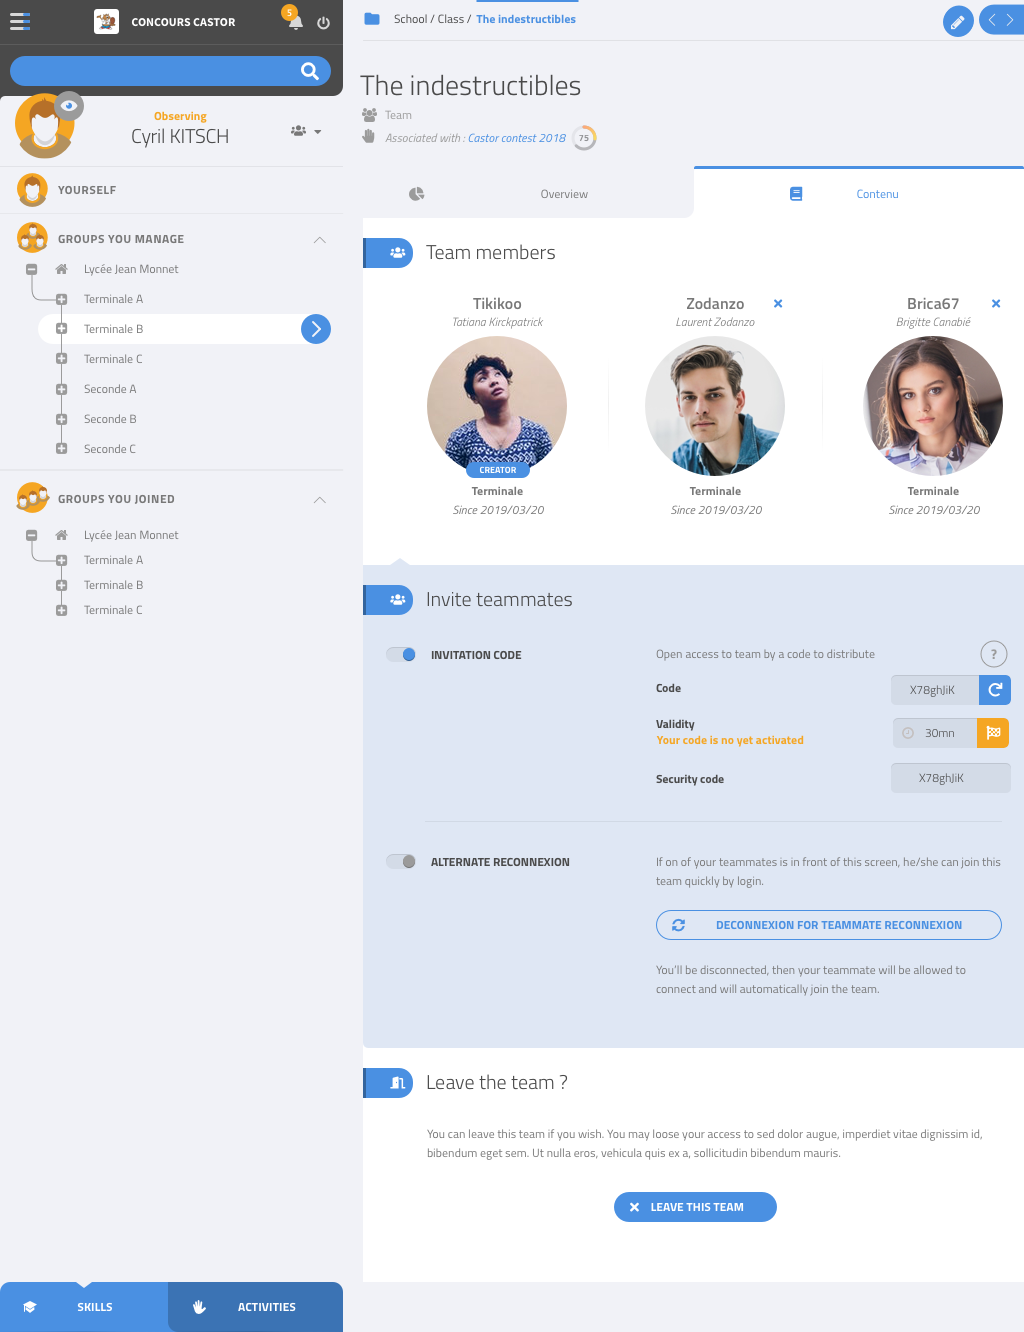 CONCOURS CASTOR
5
Observing
Cyril KITSCH
YOURSELF
GROUPS YOU MANAGE
Lycée Jean Monnet
Terminale A
Terminale B
Terminale C
Seconde A
Seconde B
Seconde C
GROUPS YOU JOINED
Lycée Jean Monnet
Terminale A
Terminale B
Terminale C
SKILLS
ACTIVITIES
School / Class / The indestructibles
The indestructibles
Team
Associated with : Castor contest 2018 75
Overview
Contenu
Team members
Tikikoo
Tatiana Kirckpatrick
CREATOR
Terminale
Since 2019/03/20
Zodanzo
Laurent Zodanzo
Terminale
Since 2019/03/20
Brica67
Brigitte Canabié
Terminale
Since 2019/03/20
Invite teammates
INVITATION CODE
Open access to team by a code to distribute
?
Code
X78ghJiK
Validity
Your code is no yet activated
30mn
Security code
X78ghJiK
ALTERNATE RECONNEXION
If on of your teammates is in front of this screen, he/she can join this
team quickly by login.
DECONNEXION FOR TEAMMATE RECONNEXION
You'll be disconnected, then your teammate will be allowed to
connect and will automatically join the team.
Leave the team ?
You can leave this team if you wish. You may loose your access to sed dolor augue, imperdiet vitae dignissim id,
bibendum eget sem. Ut nulla eros, vehicula quis ex a, sollicitudin bibendum mauris.
LEAVE THIS TEAM